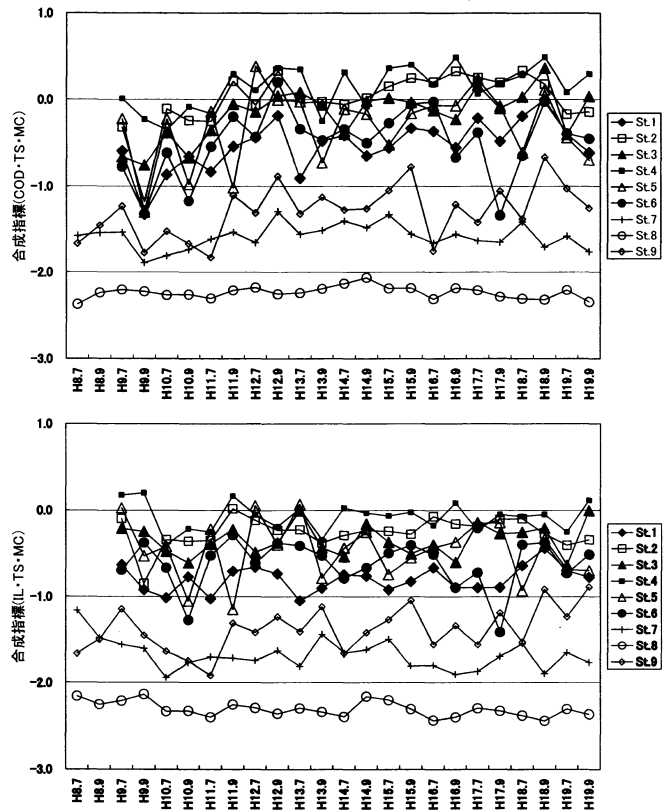 合成指標(COD・TS・MC)
1.0
0.0
-1.0
-2.0
-3.0
H8.7 H8.9 H9.7 H9.9 H10.7 H10.9 H11.7 H11.9 H12.7 H12.9 H13.7 H13.9 H14.7 H14.9 H15.7 H15.9 H16.7 H16.9 H17.7 H17.9 H18.7 H18.9 H19.7 H19.9
St.1
St.2
St.3
St.4
St.5
St.6
St.7
St.8
St.9
合成指標(IL・TS・MC)
1.0
0.0
-1.0
-2.0
-3.0
H8.7 H8.9 H9.7 H9.9 H10.7 H10.9 H11.7 H11.9 H12.7 H12.9 H13.7 H13.9 H14.7 H14.9 H15.7 H15.9 H16.7 H16.9 H17.7 H17.9 H18.7 H18.9 H19.7 H19.9
St.1
St.2
St.3
St.4
St.5
St.6
St.7
St.8
St.9